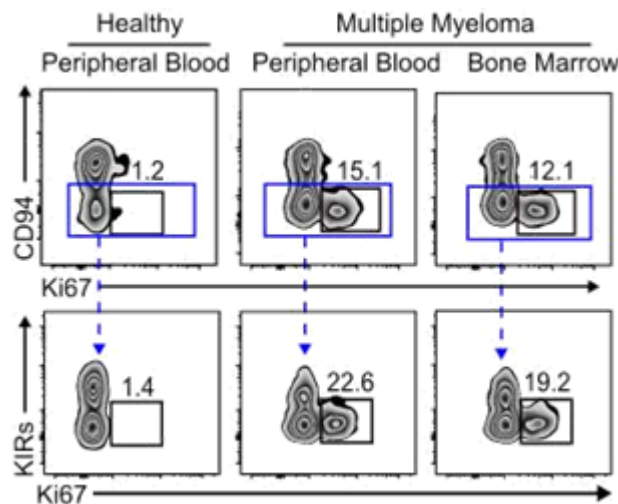 Healthy Multiple Myeloma
Peripheral Blood Peripheral Blood Bone Marrow
CD94
1.2 15.1 12.1
Ki67
KIRs
1.4 22.6 19.2
Ki67